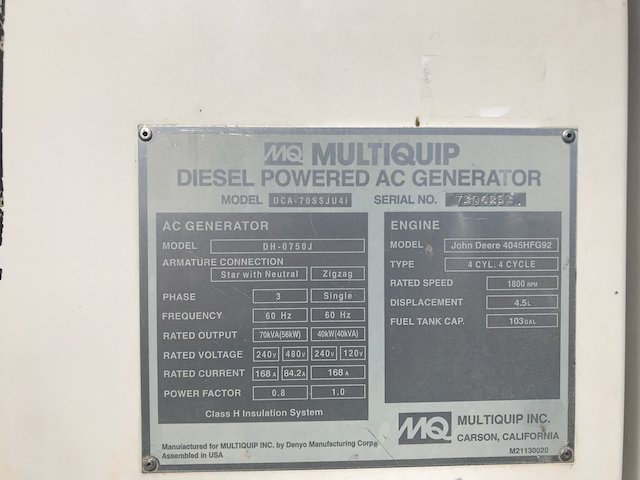 MQ MULTIQUIP
DIESEL POWERED AC GENERATOR
MODEL DCA-70SSJU4i SERIAL NO.
AC GENERATOR
MODEL DH-0750J
ARMATURE CONNECTION
Star with Neutral Zigzag
PHASE 3 Single
FREQUENCY 60 Hz 60 Hz
RATED OUTPUT 70kVA(56kW) 40kW(40kVA)
RATED VOLTAGE 240V 480V 240V 120V
RATED CURRENT 168A 84.2A 168 A
POWER FACTOR 0.8 1.0
Class H Insulation System
ENGINE
MODEL John Deere 4045HFG92
TYPE 4 CYL. 4 CYCLE
RATED SPEED 1800 RPM
DISPLACEMENT 4.5L
FUEL TANK CAP. 103GAL
Manufactured for MULTIQUIP INC. by Denyo Manufacturing Corp.
Assembled in USA
MQ MULTIQUIP INC.
CARSON, CALIFORNIA
M21130020